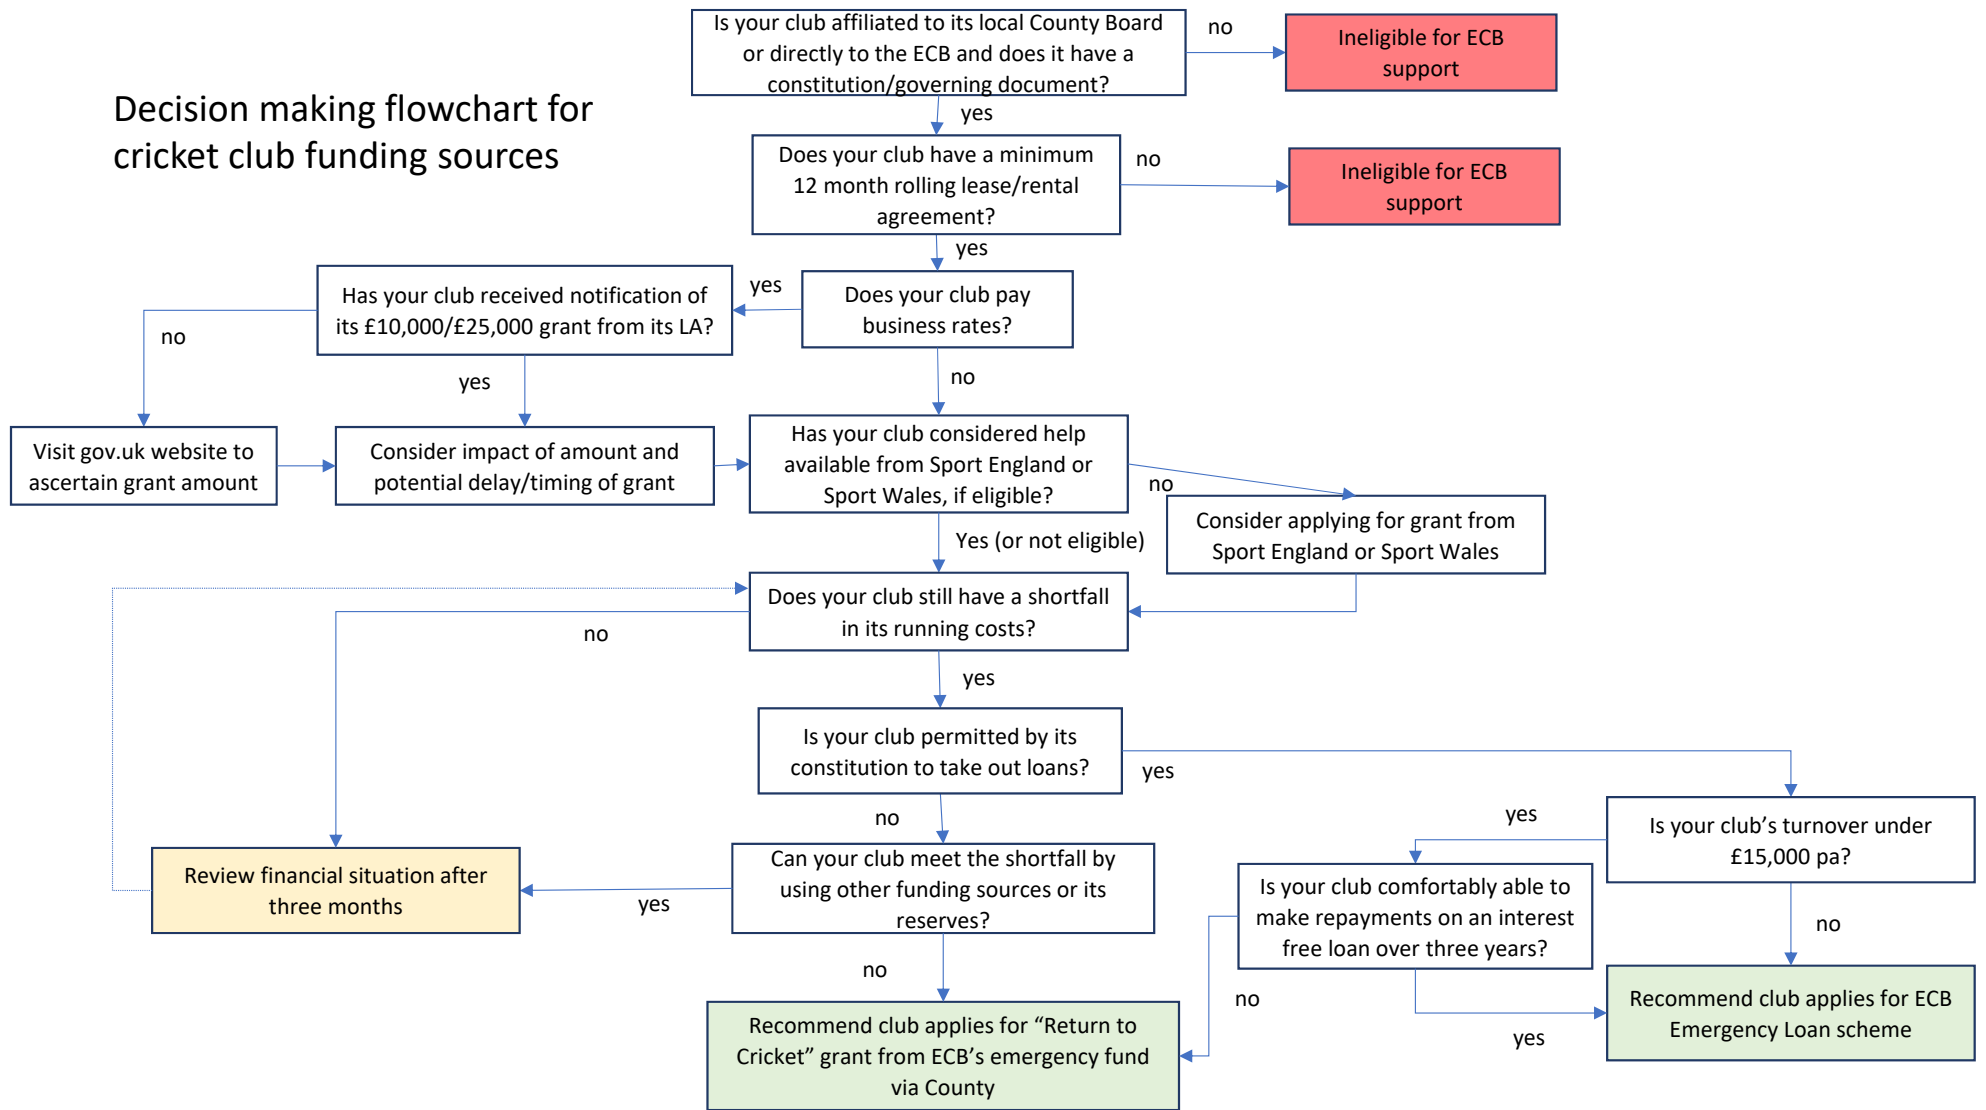 Decision making flowchart for
cricket club funding sources
Is your club affiliated to its local County Board
or directly to the ECB and does it have a
constitution/governing document?
no
Ineligible for ECB
support
yes
Does your club have a minimum
12 month rolling lease/rental
agreement?
no
Ineligible for ECB
support
yes
Does your club pay
business rates?
yes
Has your club received notification of
its £10,000/£25,000 grant from its LA?
no
yes
no
Visit gov.uk website to
ascertain grant amount
Consider impact of amount and
potential delay/timing of grant
Has your club considered help
available from Sport England or
Sport Wales, if eligible?
no
Consider applying for grant from
Sport England or Sport Wales
Yes (or not eligible)
Does your club still have a shortfall
in its running costs?
no
yes
Is your club permitted by its
constitution to take out loans?
yes
no
Is your club’s turnover under
£15,000 pa?
yes
no
Review financial situation after
three months
Can your club meet the shortfall by
using other funding sources or its
reserves?
yes
no
Is your club comfortably able to
make repayments on an interest
free loan over three years?
no
yes
Recommend club applies for “Return to
Cricket” grant from ECB’s emergency fund
via County
Recommend club applies for ECB
Emergency Loan scheme